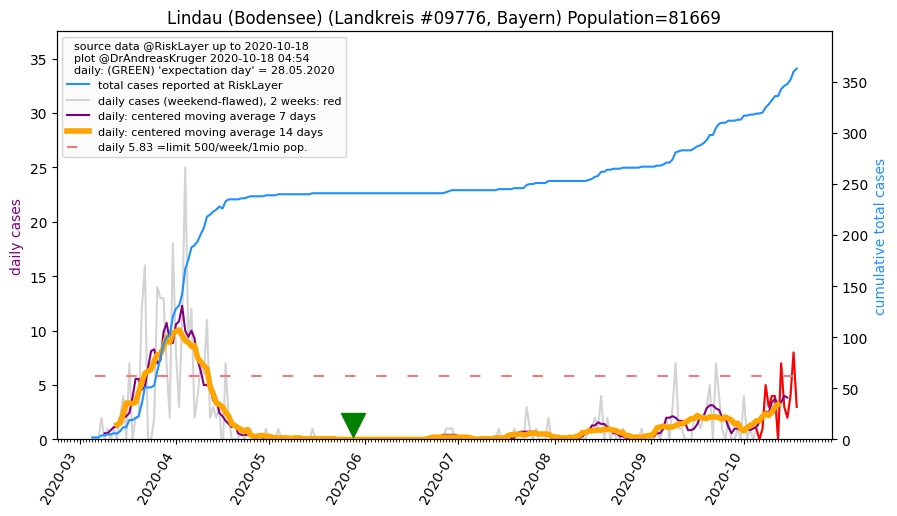 Lindau (Bodensee) (Landkreis #09776, Bayern) Population=81669
source data @RiskLayer up to 2020-10-18
plot @DrAndreasKruger 2020-10-18 04:54
daily: (GREEN) 'expectation day' = 28.05.2020
total cases reported at RiskLayer
daily cases (weekend-flawed), 2 weeks: red
daily: centered moving average 7 days
daily: centered moving average 14 days
daily 5.83 =limit 500/week/1mio pop.
daily cases
35
30
25
20
15
10
5
0
cumulative total cases
350
300
250
200
150
100
50
0
2020-03
2020-04
2020-05
2020-06
2020-07
2020-08
2020-09
2020-10